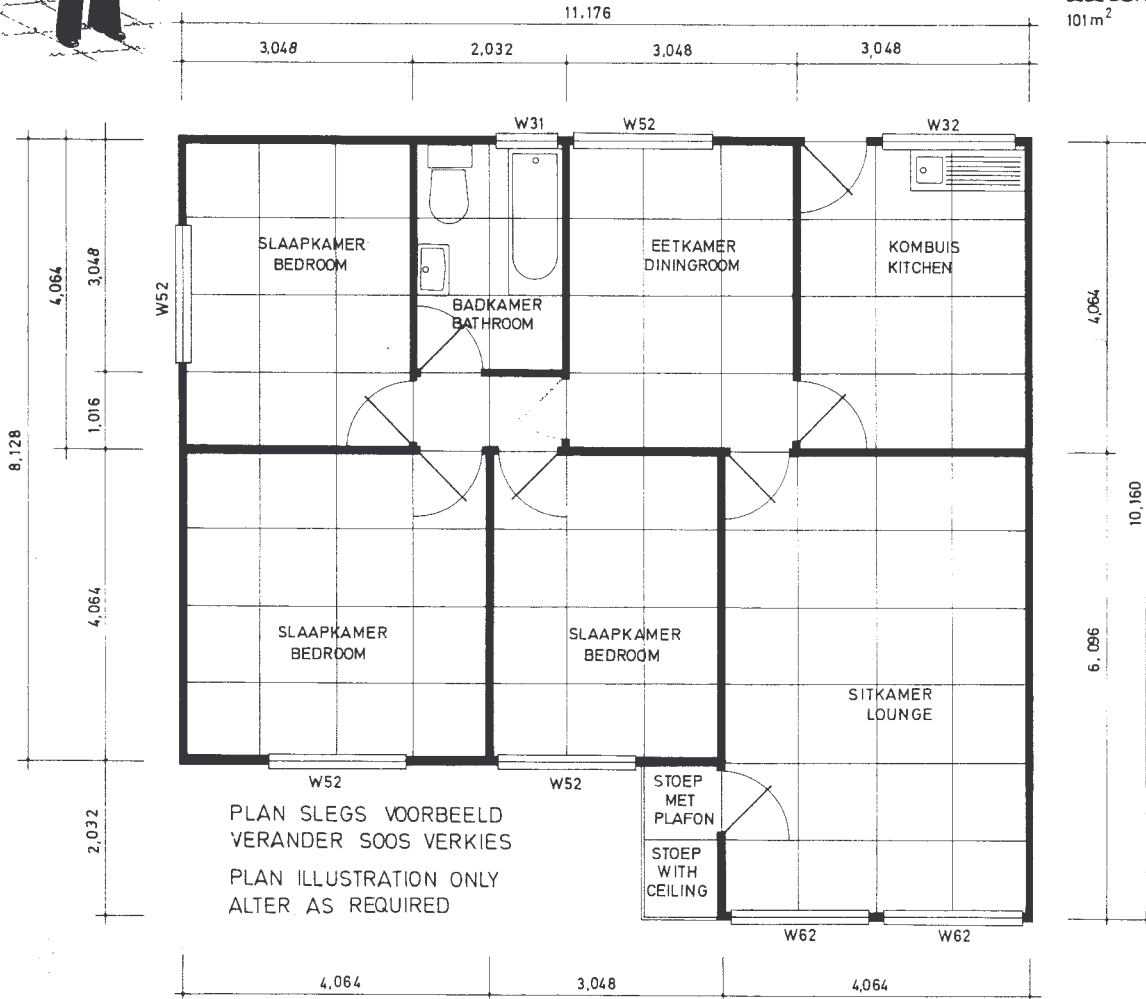 11.176
101 m²
3,048
2,032
3,048
3,048
W31
W52
W32
SLAAPKAMER
BEDROOM
BADKAMER
BATHROOM
EETKAMER
DININGROOM
KOMBUIS
KITCHEN
W52
4,064
3,048
1,016
8,128
4,064
2,032
4,064
10,160
6,096
SLAAPKAMER
BEDROOM
SLAAPKAMER
BEDROOM
SITKAMER
LOUNGE
W52
W52
STOEP
MET
PLAFON
STOEP
WITH
CEILING
PLAN SLEGS VOORBEELD
VERANDER SOOS VERKIES
PLAN ILLUSTRATION ONLY
ALTER AS REQUIRED
W62
W62
4,064
3,048
4,064